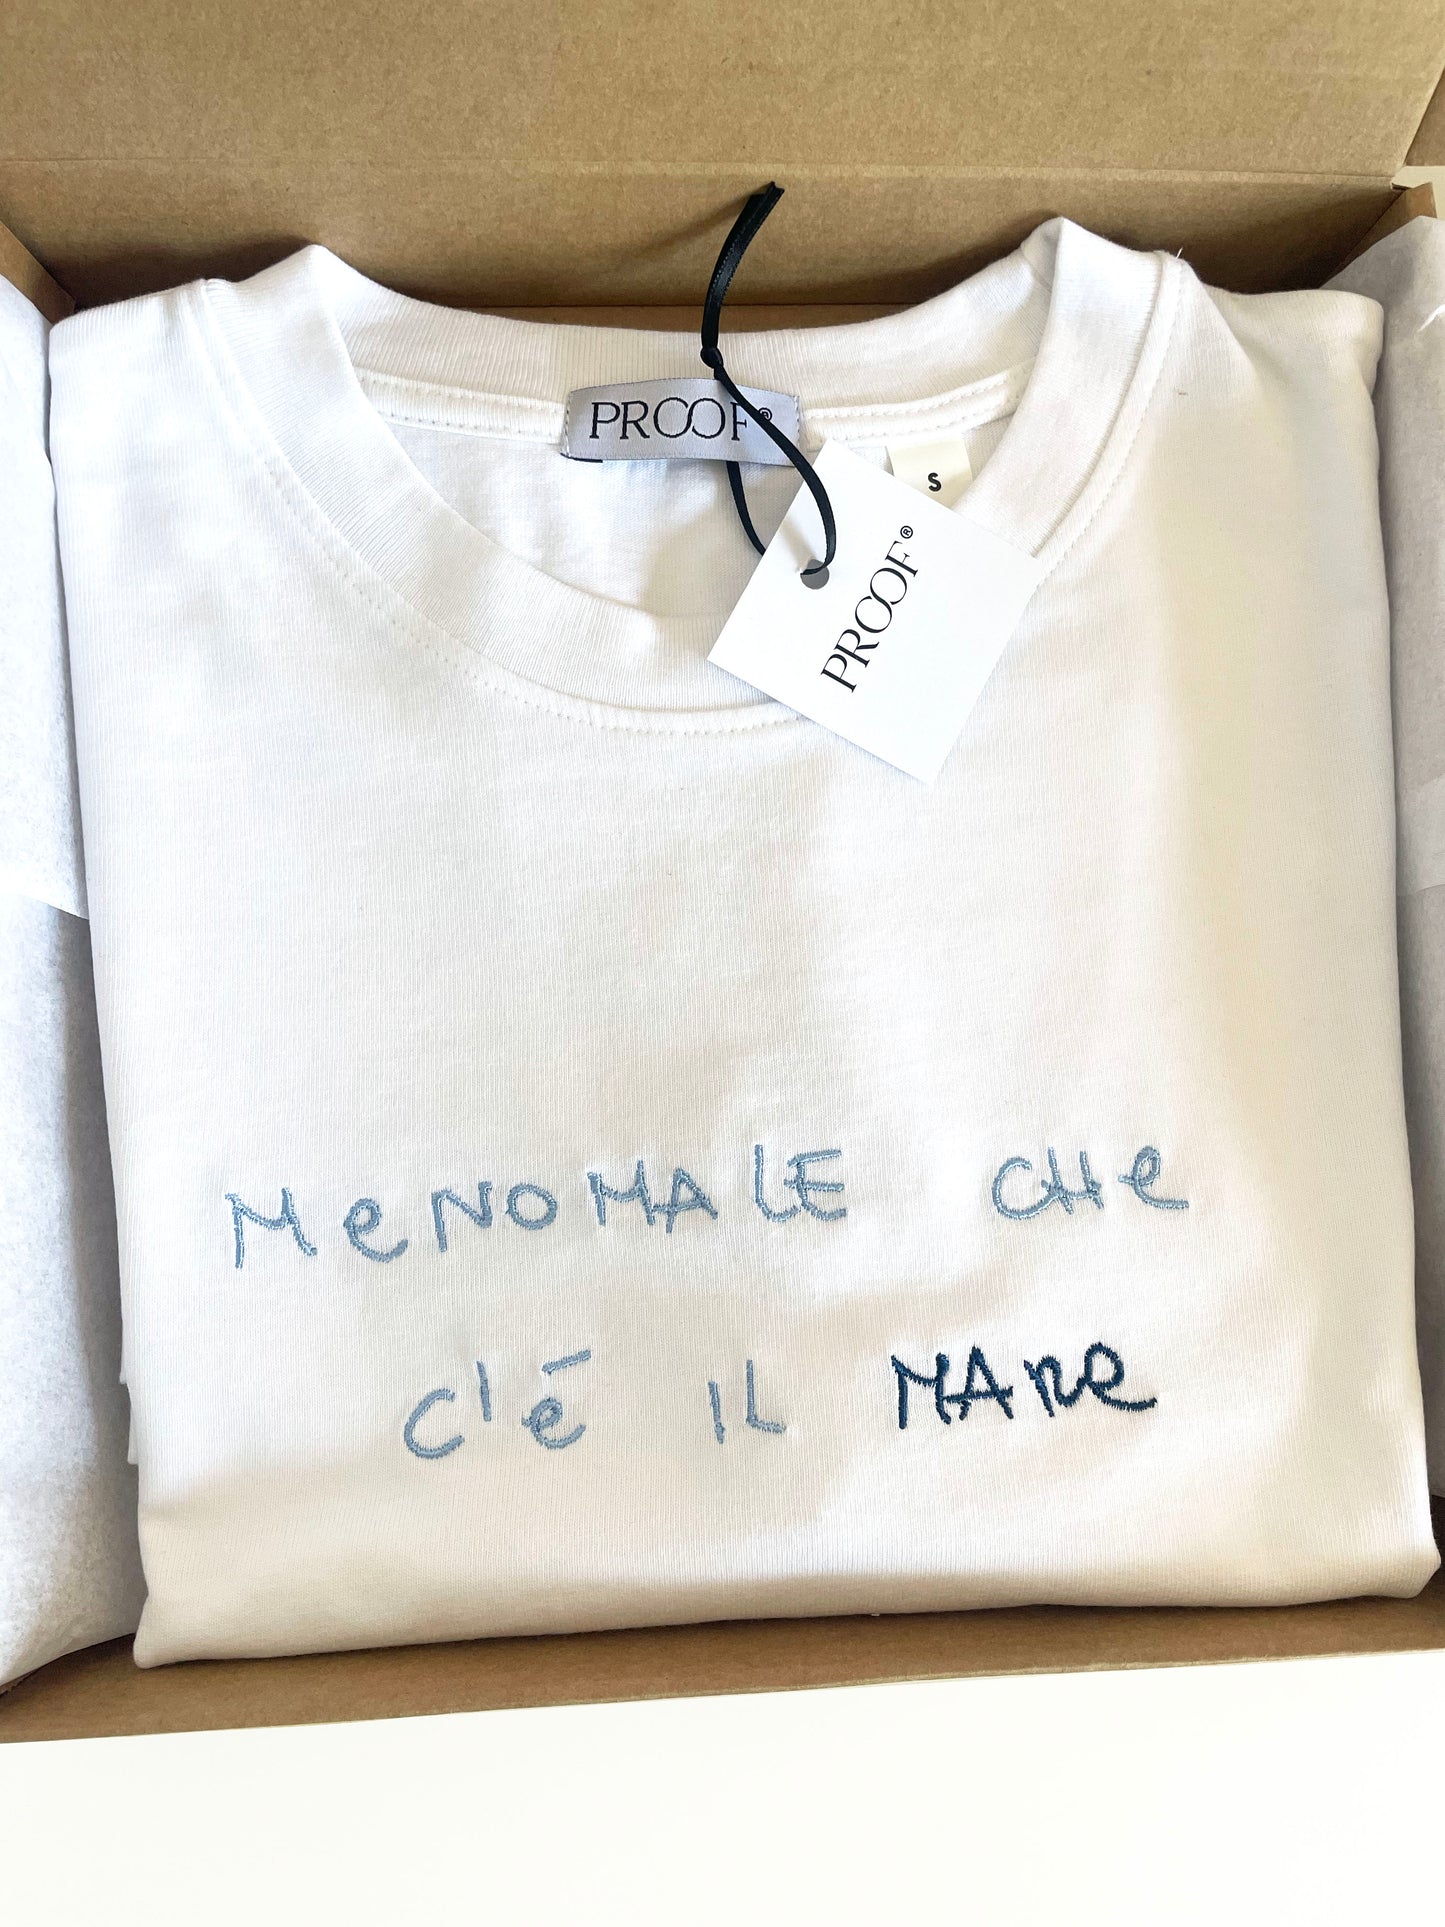 PROOF®
S
PROOF®
MeNOMALE CHe
C'é IL MARe